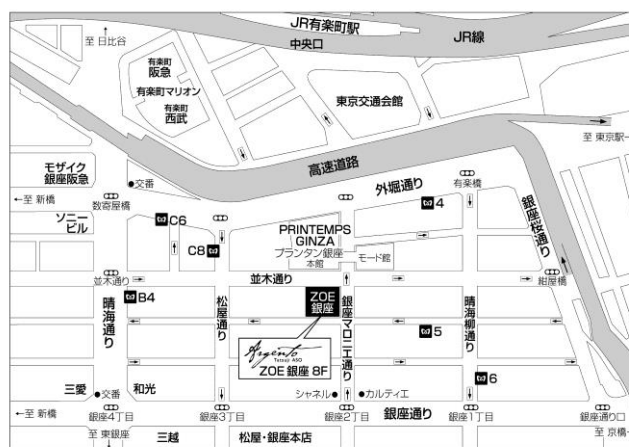 JR有楽町駅
中央口
JR線
至 日比谷
有楽町
阪急
有楽町マリオン
有楽町
西武
東京交通会館
至 東京駅→
高速道路
モザイク
銀座阪急
交番
有楽橋
外堀通り
←至 新橋
数寄屋橋
ソニー
ビル
C6
4
銀座桜通り
PRINTEMPS
GINZA
プランタン銀座
本館
モード館
C8
並木通り
並木通り
紺屋橋
B4
晴海通り
松屋通り
ZOE
銀座
銀座マロニエ通り
晴海柳通り
5
Argento
Tatsuji ASO
ZOE 銀座 8F
6
三愛
交番
和光
シャネル
カルティエ
←至 新橋
銀座4丁目
銀座3丁目
銀座2丁目
銀座通り
銀座1丁目
銀座通り口
至 東銀座
三越
松屋・銀座本店
至 京橋→